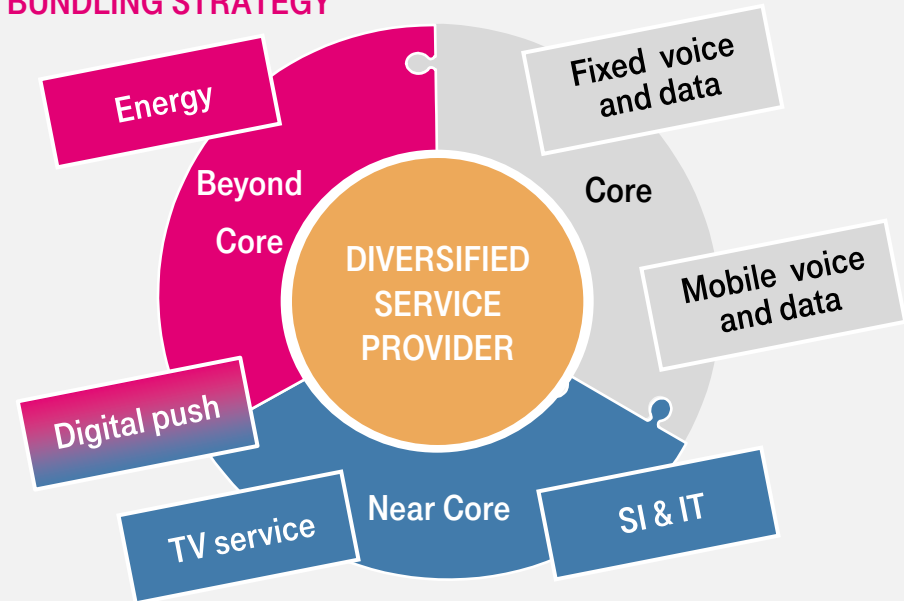 BUNDLING STRATEGY
Energy
Fixed voice
and data
Beyond
Core
Core
DIVERSIFIED
SERVICE
PROVIDER
Mobile voice
and data
Digital push
TV service
Near Core
SI & IT